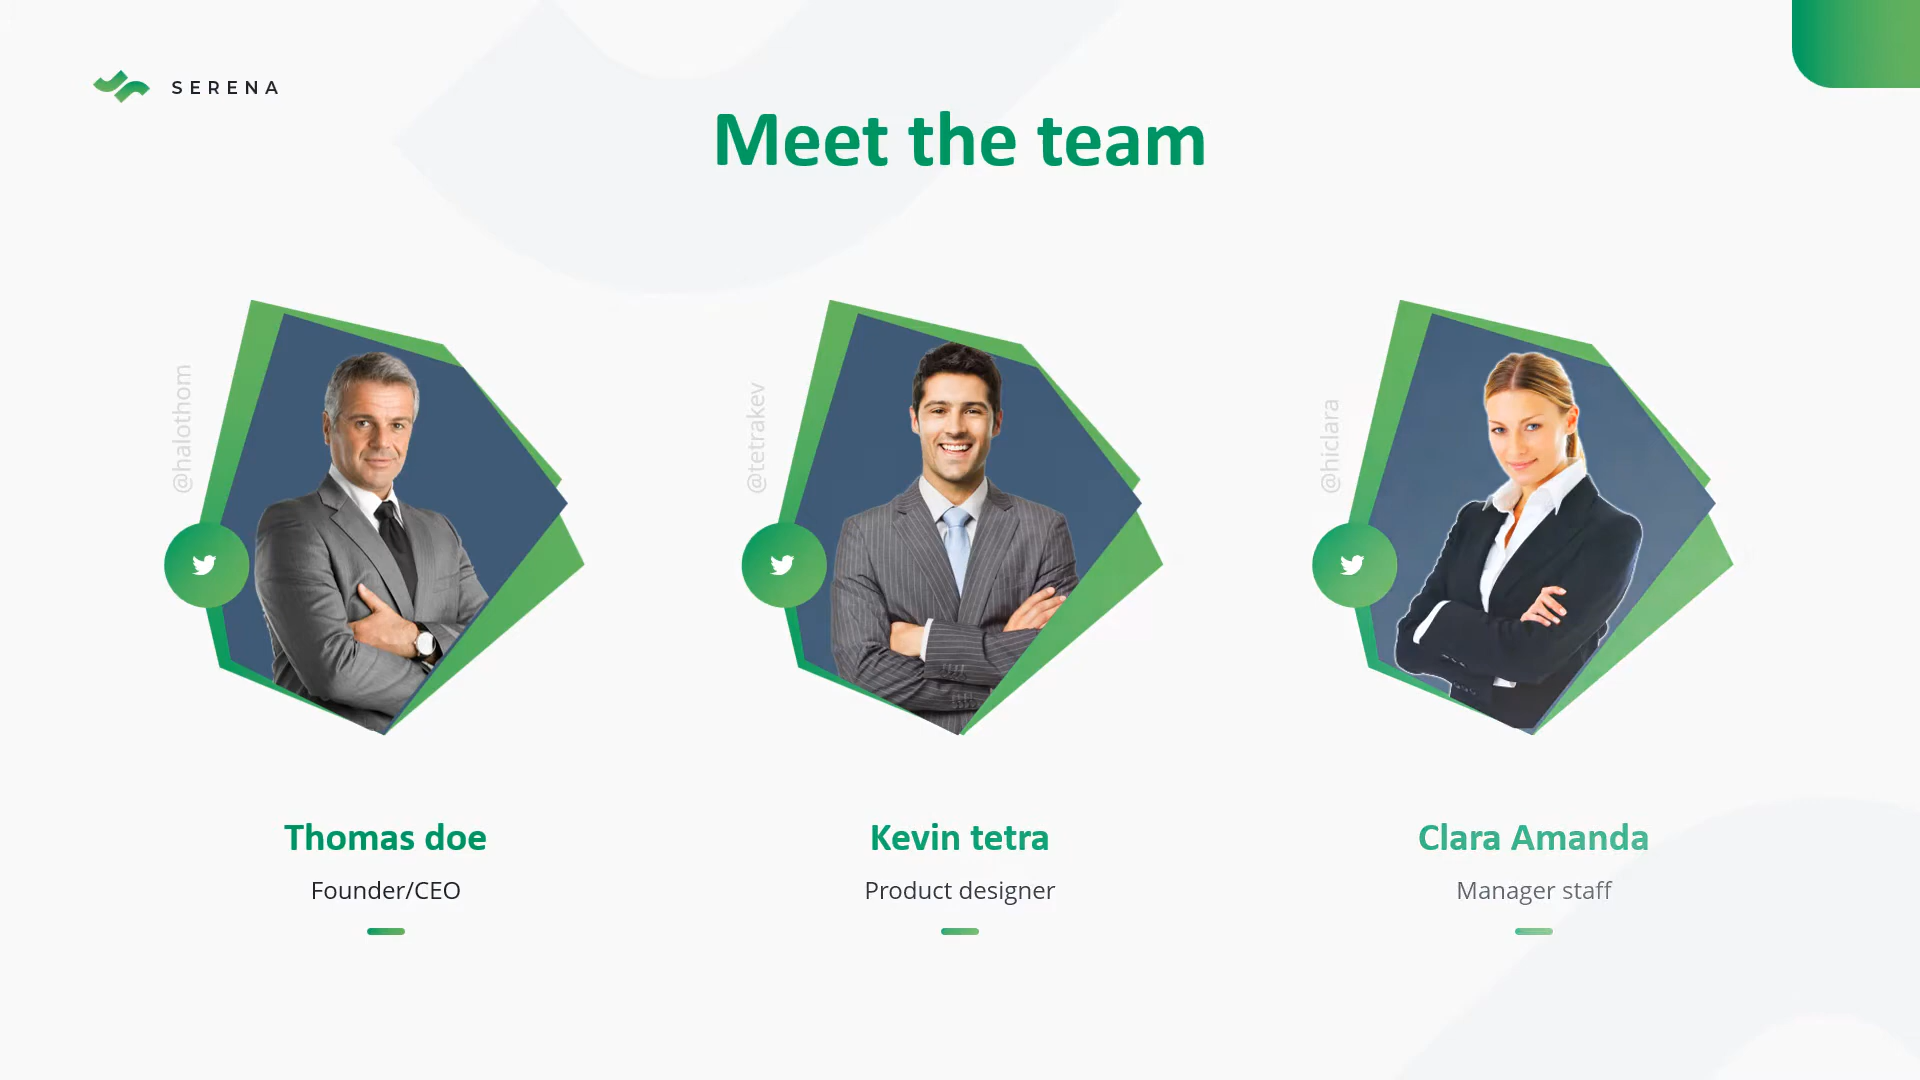 SERENA
Meet the team
@halothom
@tetrakev
@hiclara
Thomas doe
Founder/CEO
Kevin tetra
Product designer
Clara Amanda
Manager staff